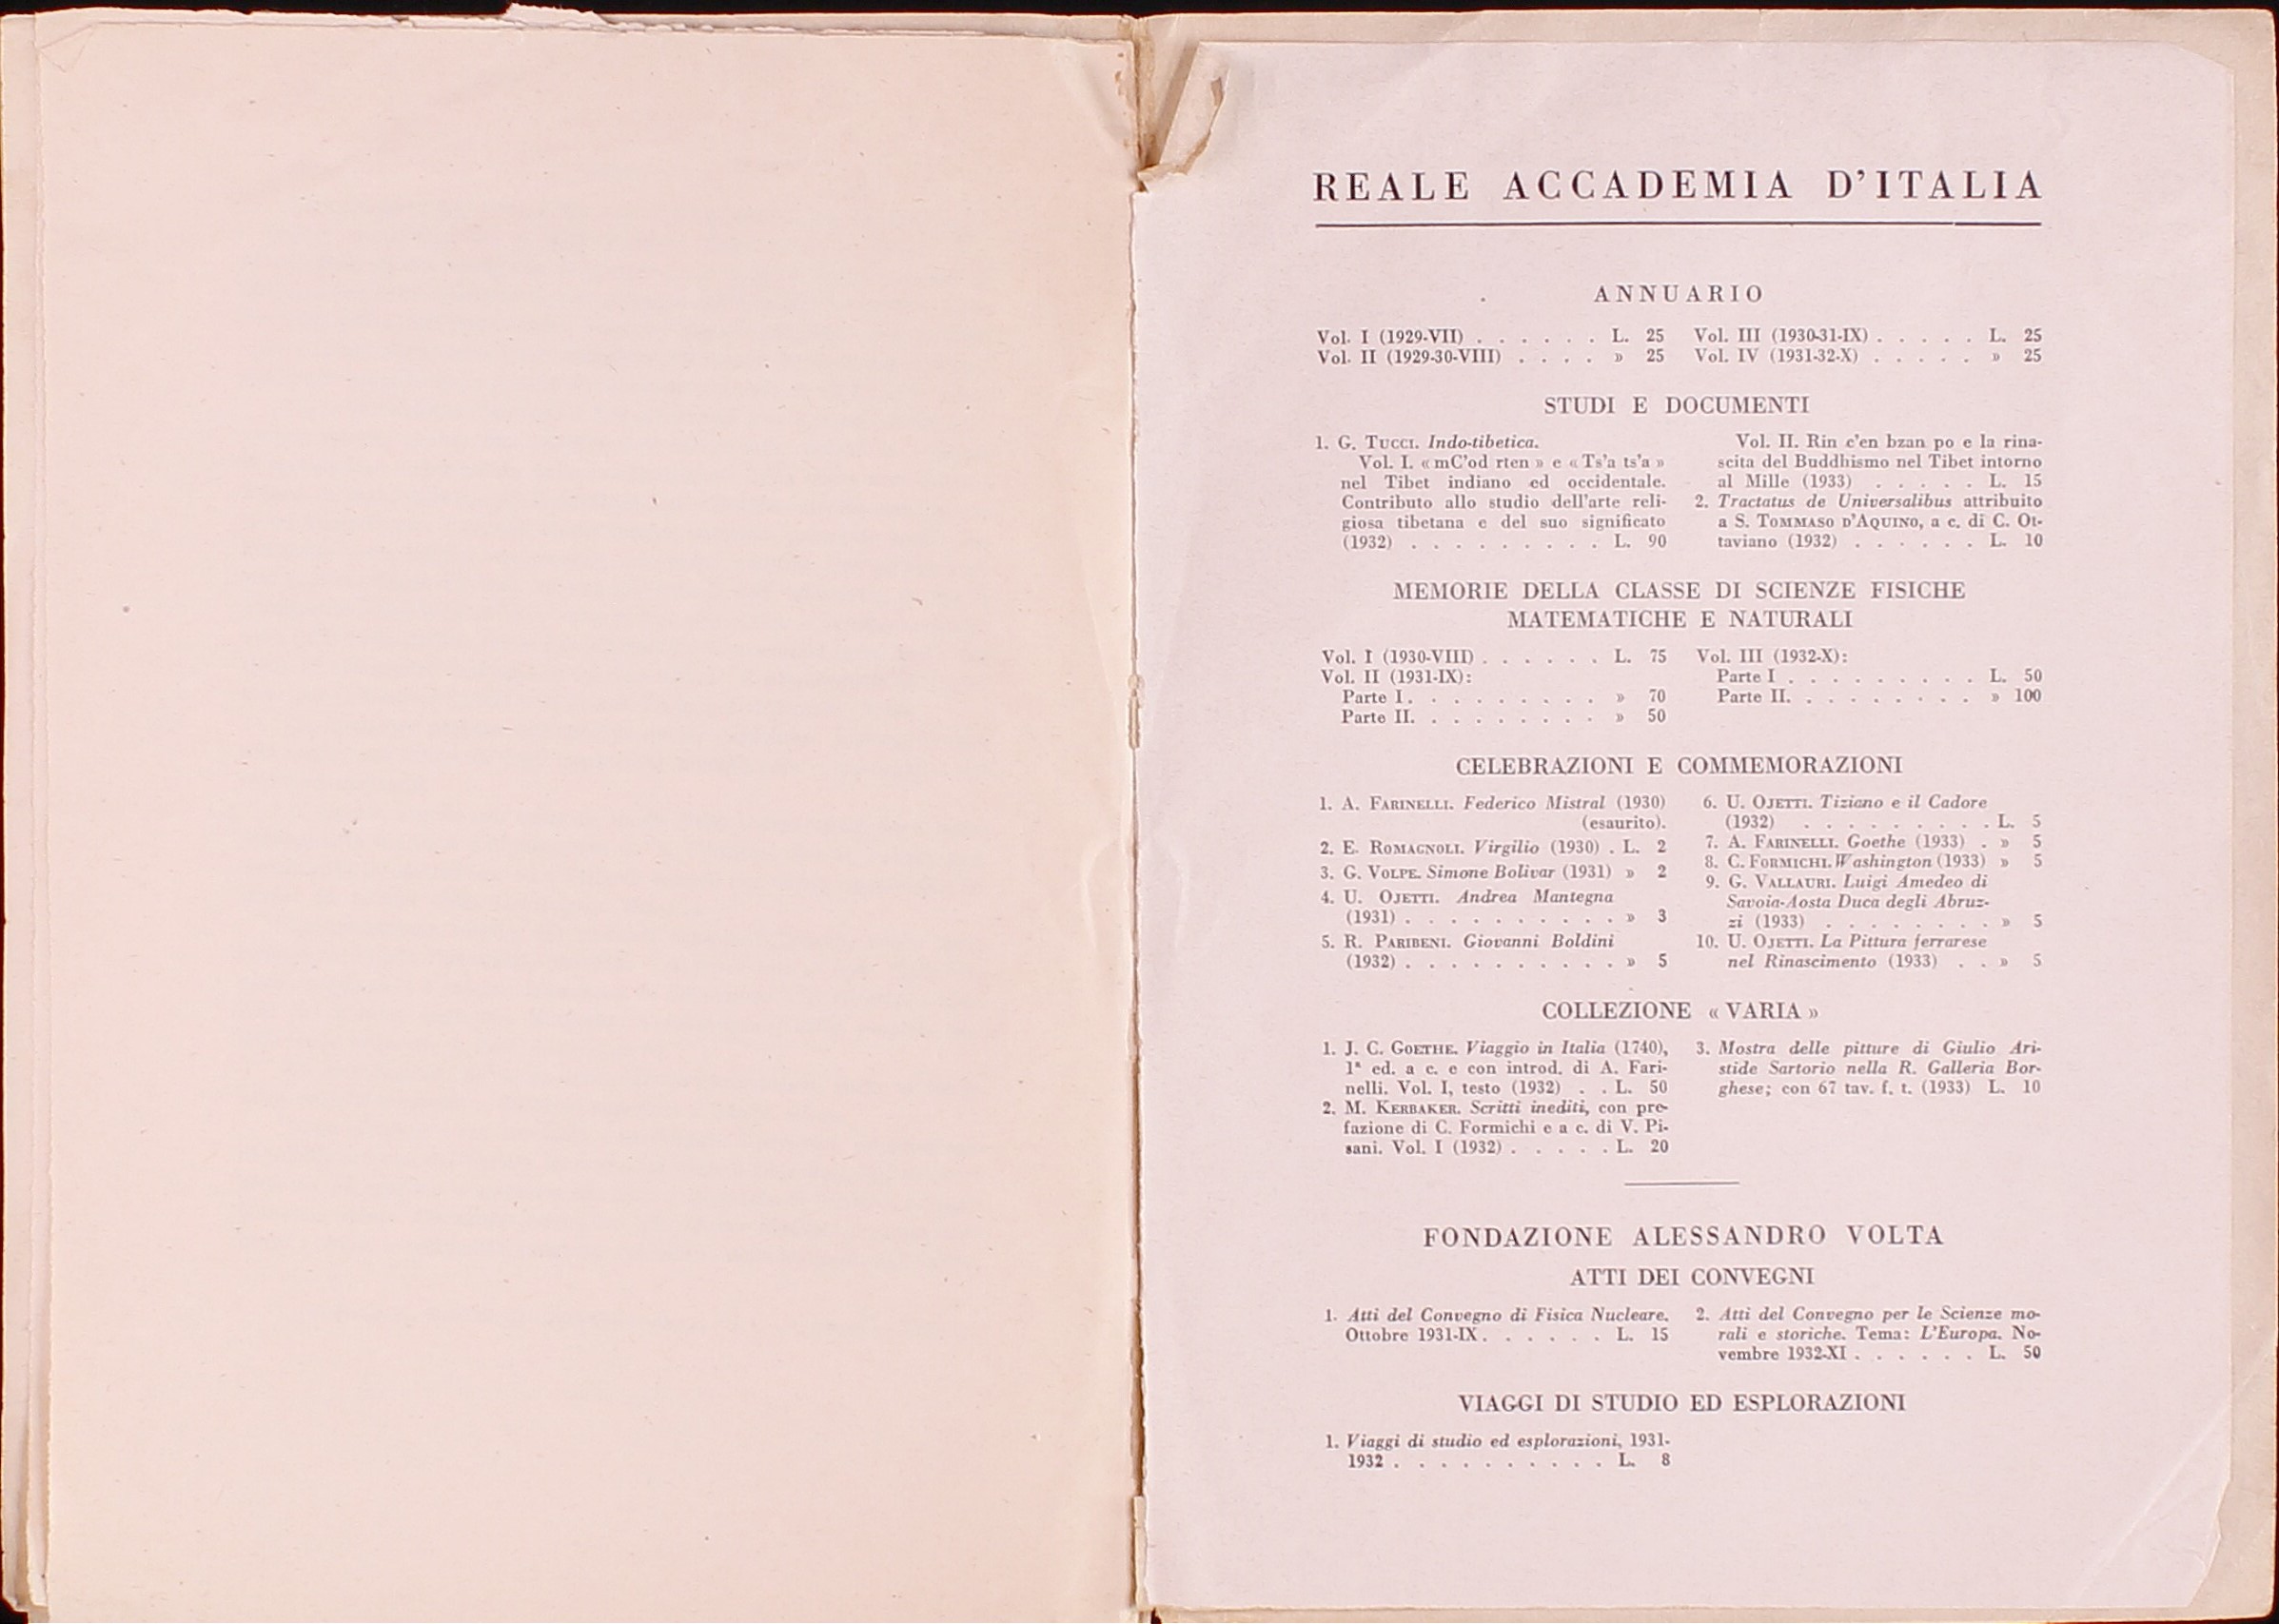 REALE ACCADEMIA D'ITALIA
ANNUARIO
Vol. I (1929-VII) . . . . . . L. 25
Vol. II (1929-30-VIII) . . . . » 25
Vol. III (1930-31-IX) . . . . . L. 25
Vol. IV (1931-32-X) . . . . . » 25
STUDI E DOCUMENTI
1. G. TUCCI. Indo-tibetica.
Vol. I. « mC'od rten » e « Ts'a ts'a »
nel Tibet indiano ed occidentale.
Contributo allo studio dell'arte reli-
giosa tibetana e del suo significato
(1932) . . . . . . . . . . L. 90
Vol. II. Rin c'en bzan po e la rina-
scita del Buddhismo nel Tibet intorno
al Mille (1933) . . . . . L. 15
2. Tractatus de Universalibus attribuito
a S. TOMMASO D'AQUINO, a c. di C. Ot-
taviano (1932) . . . . . . L. 10
MEMORIE DELLA CLASSE DI SCIENZE FISICHE
MATEMATICHE E NATURALI
Vol. I (1930-VIII) . . . . . . L. 75
Vol. II (1931-IX):
Parte I. . . . . . . . . . » 70
Parte II. . . . . . . . . » 50
Vol. III (1932-X):
Parte I . . . . . . . . . . L. 50
Parte II. . . . . . . . . » 100
CELEBRAZIONI E COMMEMORAZIONI
1. A. FARINELLI. Federico Mistral (1930)
(esaurito).
2. E. ROMAGNOLI. Virgilio (1930) . L. 2
3. G. VOLPE. Simone Bolivar (1931) » 2
4. U. OJETTI. Andrea Mantegna
(1931) . . . . . . . . . . . » 3
5. R. PARIBENI. Giovanni Boldini
(1932) . . . . . . . . . . . » 5
6. U. OJETTI. Tiziano e il Cadore
(1932) . . . . . . . . . . L. 5
7. A. FARINELLI. Goethe (1933) . » 5
8. C. FORMICHI. Washington (1933) » 5
9. G. VALLAURI. Luigi Amedeo di
Savoia-Aosta Duca degli Abruz-
zi (1933) . . . . . . . . . » 5
10. U. OJETTI. La Pittura ferrarese
nel Rinascimento (1933) . . » 5
COLLEZIONE « VARIA »
1. J. C. GOETHE. Viaggio in Italia (1740),
1ª ed. a c. e con introd. di A. Fari-
nelli. Vol. I, testo (1932) . . L. 50
2. M. KERBAKER. Scritti inediti, con pre-
fazione di C. Formichi e a c. di V. Pi-
sani. Vol. I (1932) . . . . . L. 20
3. Mostra delle pitture di Giulio Ari-
stide Sartorio nella R. Galleria Bor-
ghese; con 67 tav. f. t. (1933) L. 10
FONDAZIONE ALESSANDRO VOLTA
ATTI DEI CONVEGNI
1. Atti del Convegno di Fisica Nucleare.
Ottobre 1931-IX. . . . . . . L. 15
2. Atti del Convegno per le Scienze mo-
rali e storiche. Tema: L'Europa. No-
vembre 1932-XI . . . . . . L. 50
VIAGGI DI STUDIO ED ESPLORAZIONI
1. Viaggi di studio ed esplorazioni, 1931-
1932 . . . . . . . . . . . L. 8